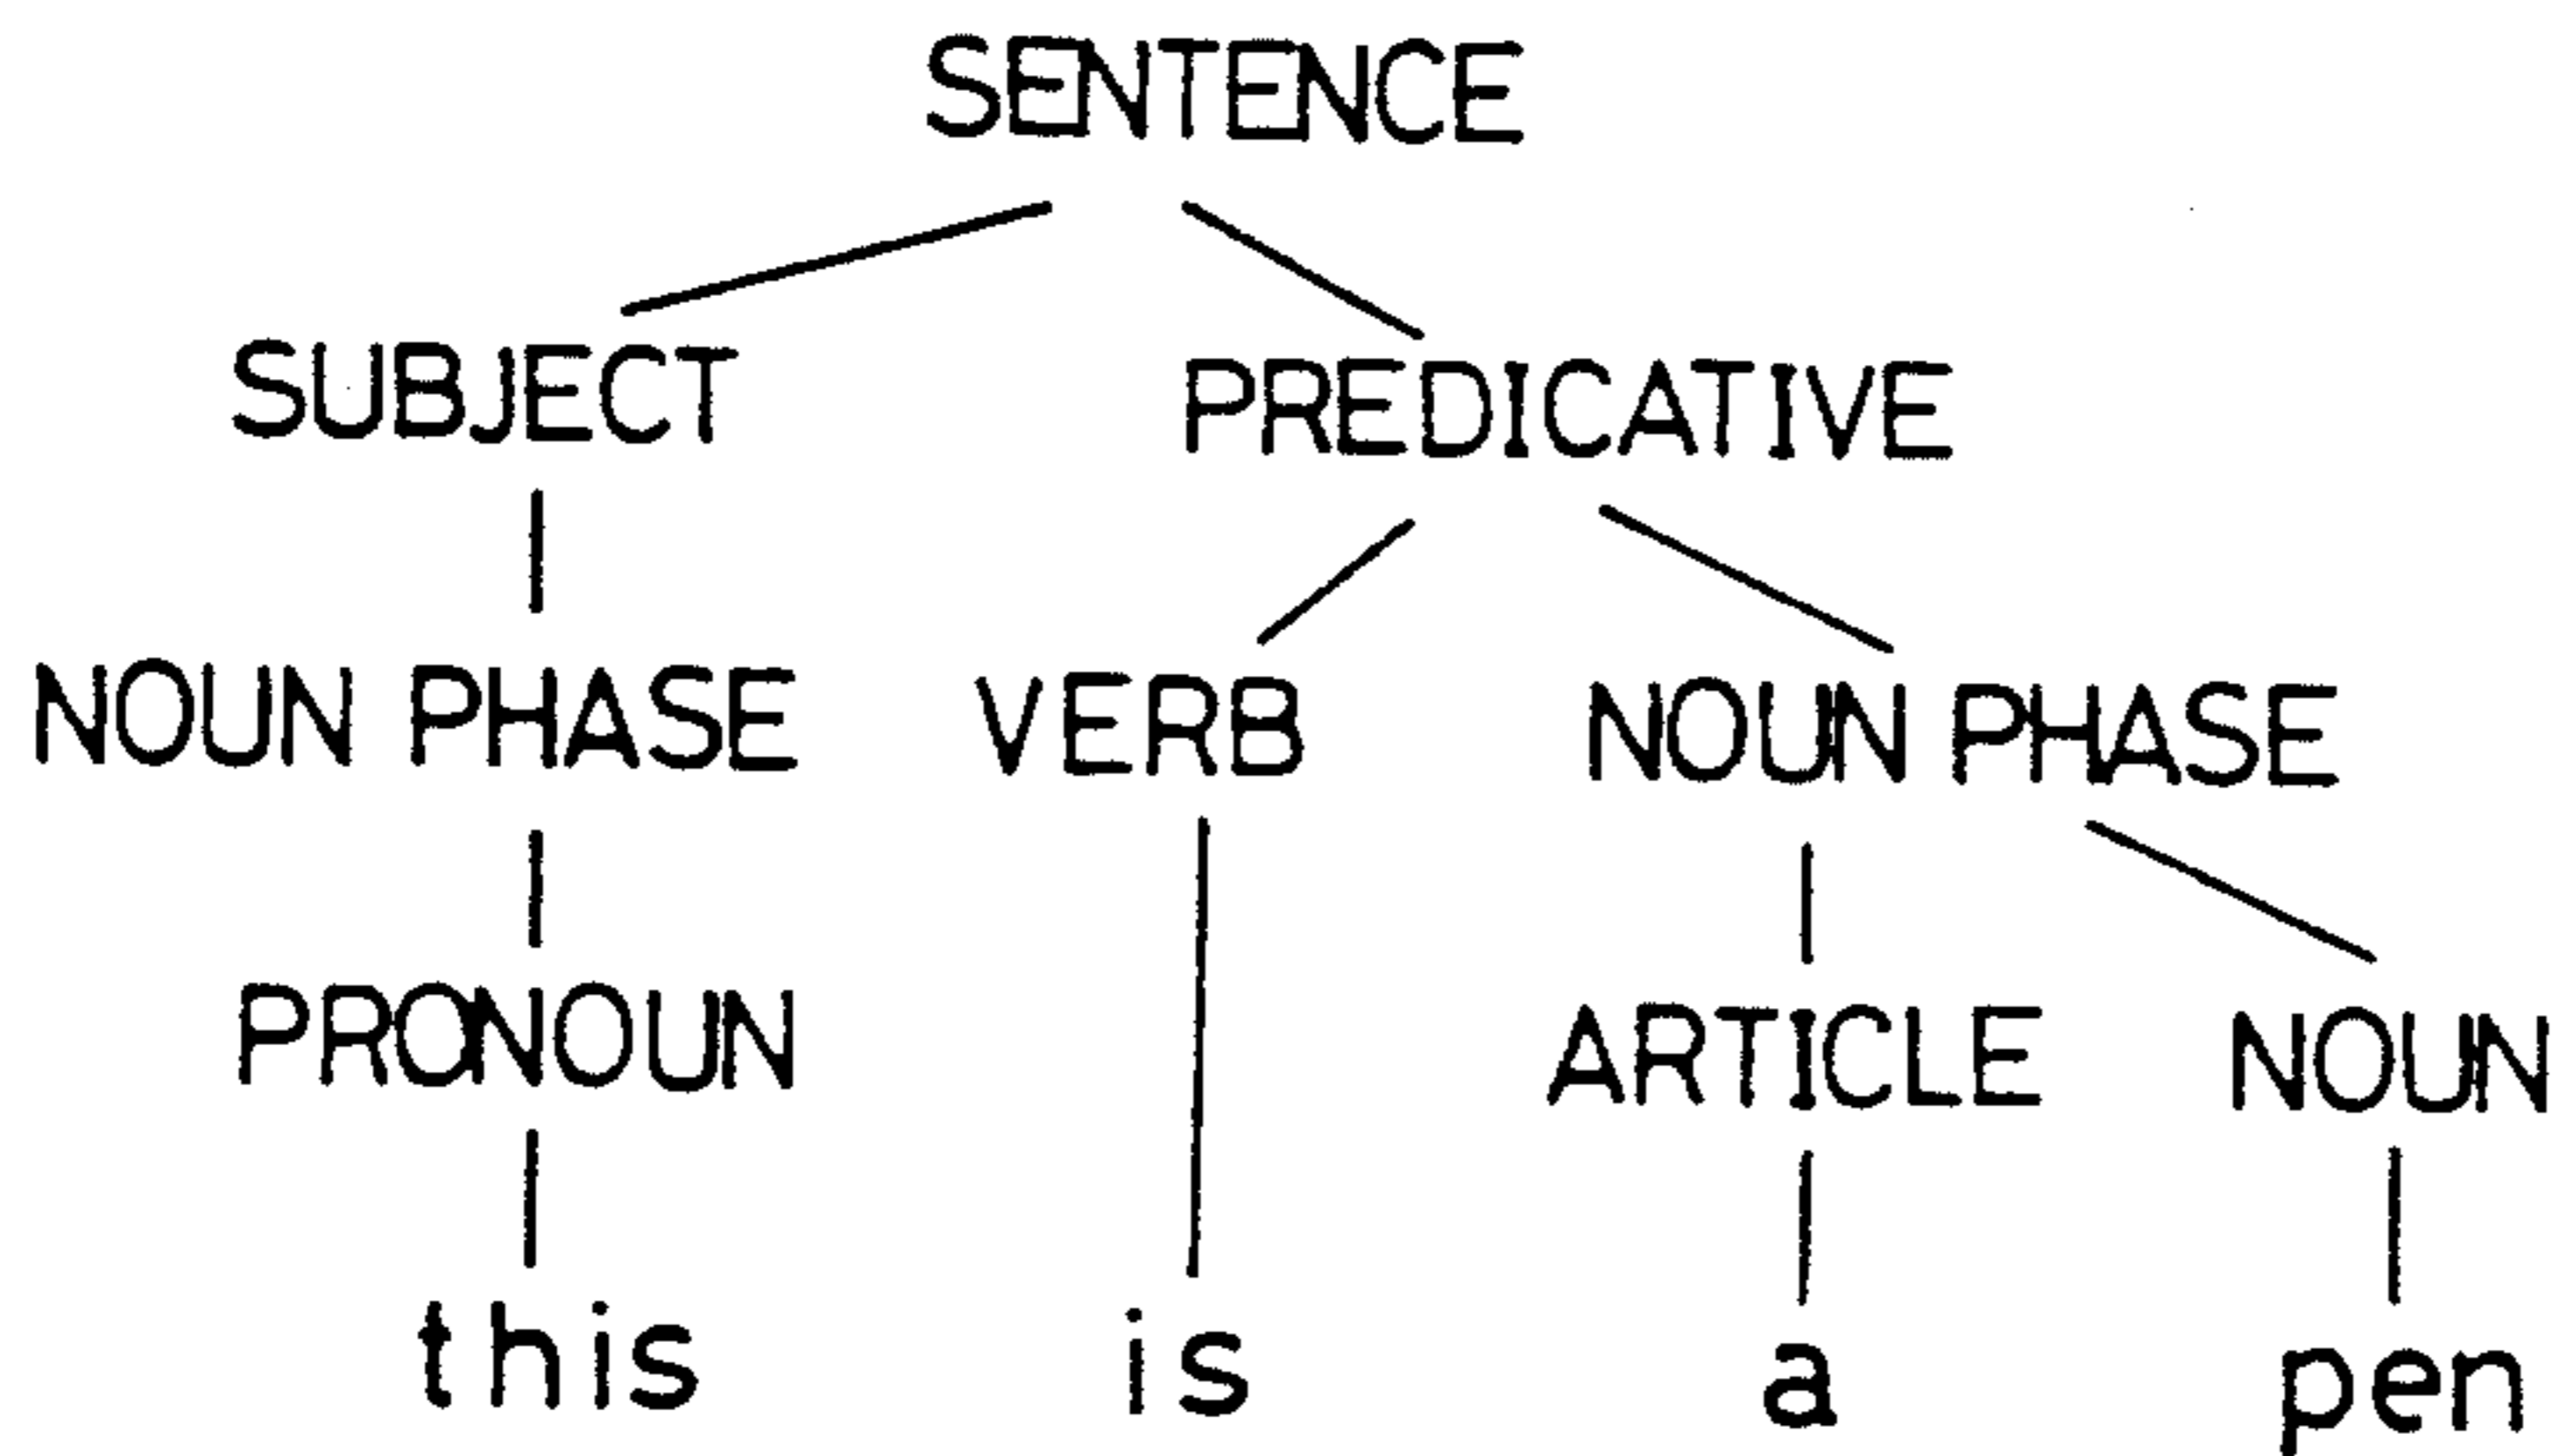 SENTENCE
SUBJECT PREDICATIVE
NOUN PHASE VERB NOUN PHASE
PRONOUN ARTICLE NOUN
this is a pen